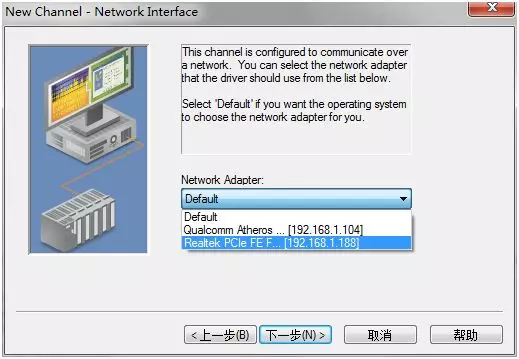 New Channel - Network Interface
This channel is configured to communicate over
a network. You can select the network adapter
that the driver should use from the list below.
Select 'Default' if you want the operating system
to choose the network adapter for you.
Network Adapter:
Default
Default
Qualcomm Atheros ... [192.168.1.104]
Realtek PCIe FE F... [192.168.1.188]
<上一步(B)
下一步(N)>
取消
帮助